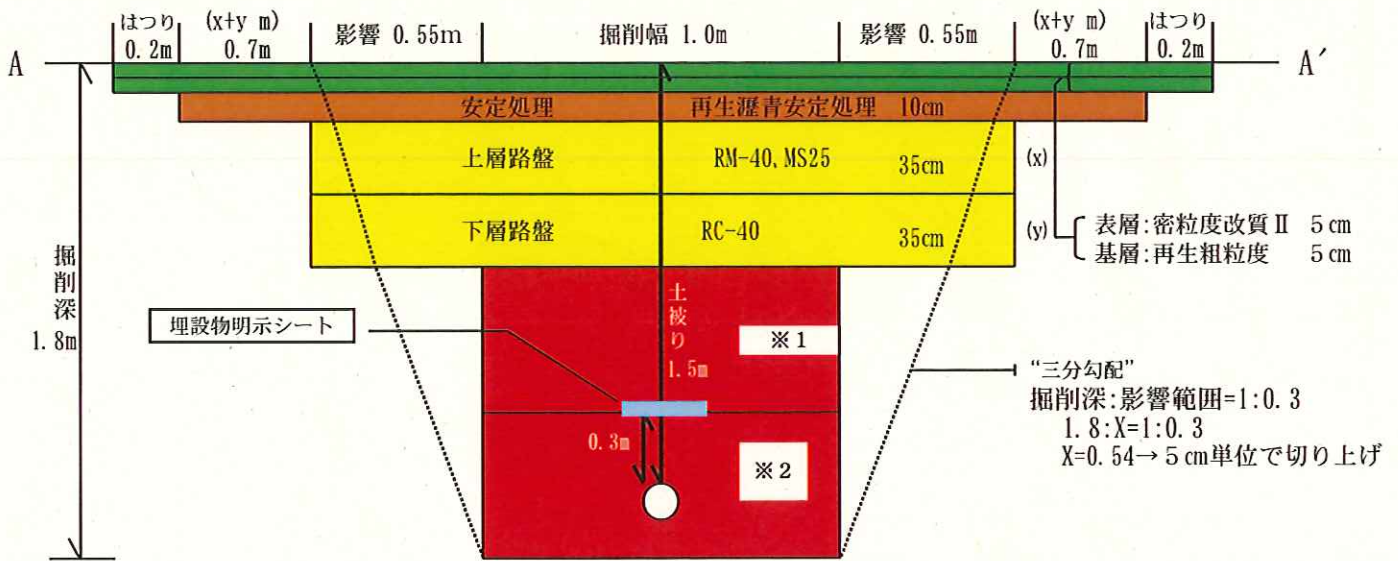 はつり (x+y m) 影響 0.55m 掘削幅 1.0m 影響 0.55m (x+y m) はつり
0.2m 0.7m 0.7m 0.2m
A A′
安定処理 再生瀝青安定処理 10cm
上層路盤 RM-40,MS25 35cm (x)
下層路盤 RC-40 35cm (y)
表層:密粒度改質Ⅱ 5cm
基層:再生粗粒度 5cm
掘削深
1.8m
埋設物明示シート
土被り
1.5m
※1
0.3m
※2
“三分勾配”
掘削深:影響範囲=1:0.3
1.8:X=1:0.3
X=0.54→5cm単位で切り上げ